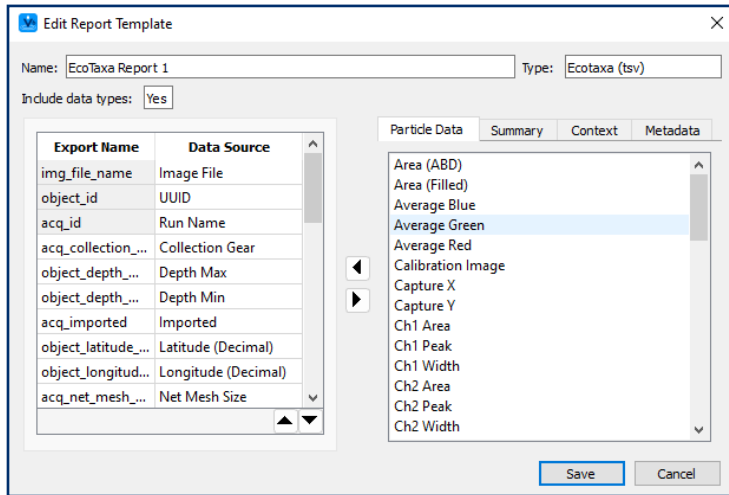 Edit Report Template
Name: EcoTaxa Report 1 Type: Ecotaxa (tsv)
Include data types: Yes
Particle Data Summary Context Metadata
Export Name Data Source
img_file_name Image File
object_id UUID
acq_id Run Name
acq_collection_... Collection Gear
object_depth_... Depth Max
object_depth_... Depth Min
acq_imported Imported
object_latitude_... Latitude (Decimal)
object_longitud... Longitude (Decimal)
acq_net_mesh_... Net Mesh Size
Area (ABD)
Area (Filled)
Average Blue
Average Green
Average Red
Calibration Image
Capture X
Capture Y
Ch1 Area
Ch1 Peak
Ch1 Width
Ch2 Area
Ch2 Peak
Ch2 Width
Save Cancel